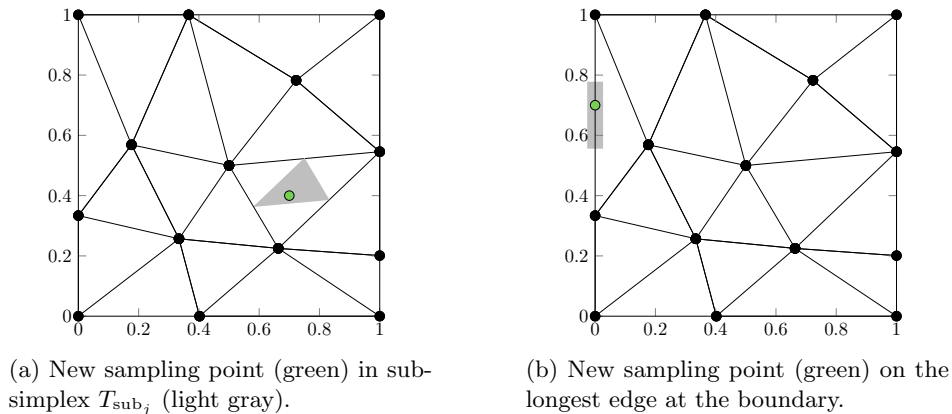 1
0.8
0.6
0.4
0.2
0
0 0.2 0.4 0.6 0.8 1
(a) New sampling point (green) in sub-
simplex T_sub_j (light gray).
1
0.8
0.6
0.4
0.2
0
0 0.2 0.4 0.6 0.8 1
(b) New sampling point (green) on the
longest edge at the boundary.